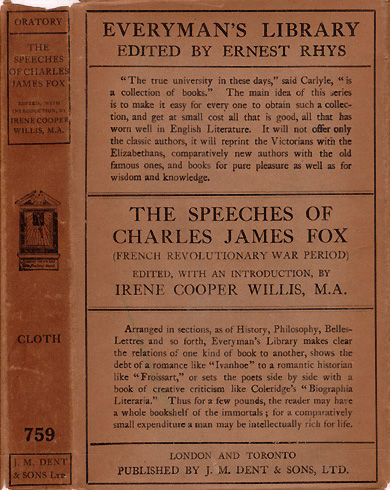 ORATORY
THE
SPEECHES
OF CHARLES
JAMES FOX
EDITED, WITH
INTRODUCTION, BY
IRENE COOPER
WILLIS, M.A.
CLOTH
759
J. M. DENT
& SONS LTD
EVERYMAN'S LIBRARY
EDITED BY ERNEST RHYS
"The true university in these days," said Carlyle, "is
a collection of books." The main idea of this series
is to make it easy for every one to obtain such a collec-
tion, and get at small cost all that is good, all that has
worn well in English Literature. It will not offer only
the classic authors, it will reprint the Victorians with the
Elizabethans, comparatively new authors with the old
famous ones, and books for pure pleasure as well as for
wisdom and knowledge.
THE SPEECHES OF
CHARLES JAMES FOX
(FRENCH REVOLUTIONARY WAR PERIOD)
EDITED, WITH AN INTRODUCTION, BY
IRENE COOPER WILLIS, M.A.
Arranged in sections, as of History, Philosophy, Belles-
Lettres and so forth, Everyman's Library makes clear
the relations of one kind of book to another, shows the
debt of a romance like "Ivanhoe" to a romantic historian
like "Froissart," or sets the poets side by side with a
book of creative criticism like Coleridge's "Biographia
Literaria." Thus for a few pounds, the reader may have
a whole bookshelf of the immortals; for a comparatively
small expenditure a man may be intellectually rich for life.
LONDON AND TORONTO
PUBLISHED BY J. M. DENT & SONS, LTD.